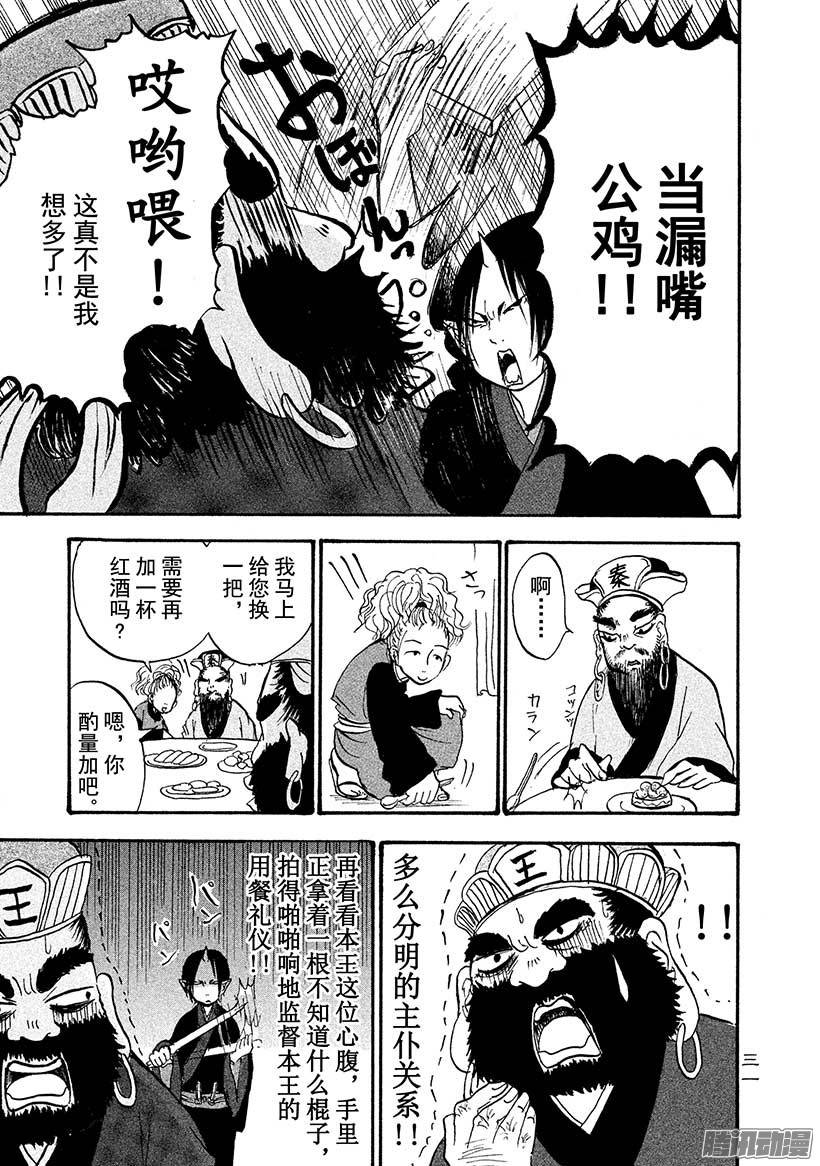 当漏嘴
公鸡!!
おぼんっ
哎哟喂!
这真不是我
想多了!!
啊……
秦
コツン
カラン
我马上
给您换
一把,
需要再
加一杯
红酒吗?
嗯,你
酌量加吧。
!!
王
多么分明的主仆关系!!
再看看本王这位心腹,手里
正拿着一根不知道什么棍子,
拍得啪啪响地监督本王的
用餐礼仪!!
パン
パン
王
三一
腾讯动漫